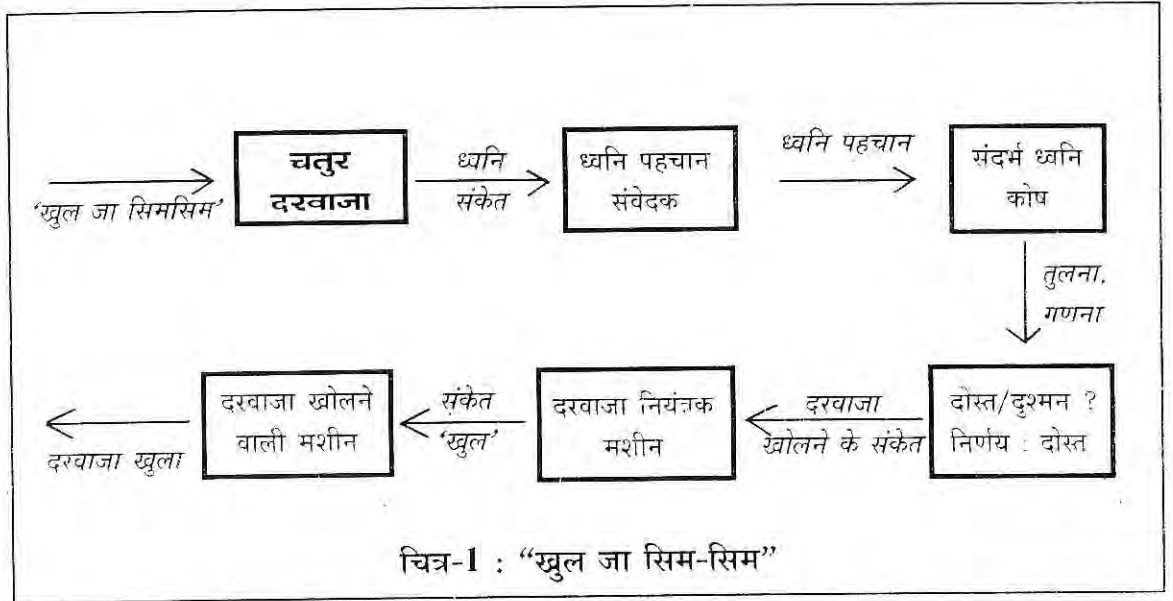 'खुल जा सिमसिम'
चतुर
दरवाजा
ध्वनि
संकेत
ध्वनि पहचान
संवेदक
ध्वनि पहचान
संदर्भ ध्वनि
कोष
तुलना,
गणना
दोस्त/दुश्मन ?
निर्णय : दोस्त
दरवाजा
खोलने के संकेत
दरवाजा नियंत्रक
मशीन
संकेत
'खुल'
दरवाजा खोलने
वाली मशीन
दरवाजा खुला
चित्र-1 : “खुल जा सिम-सिम”